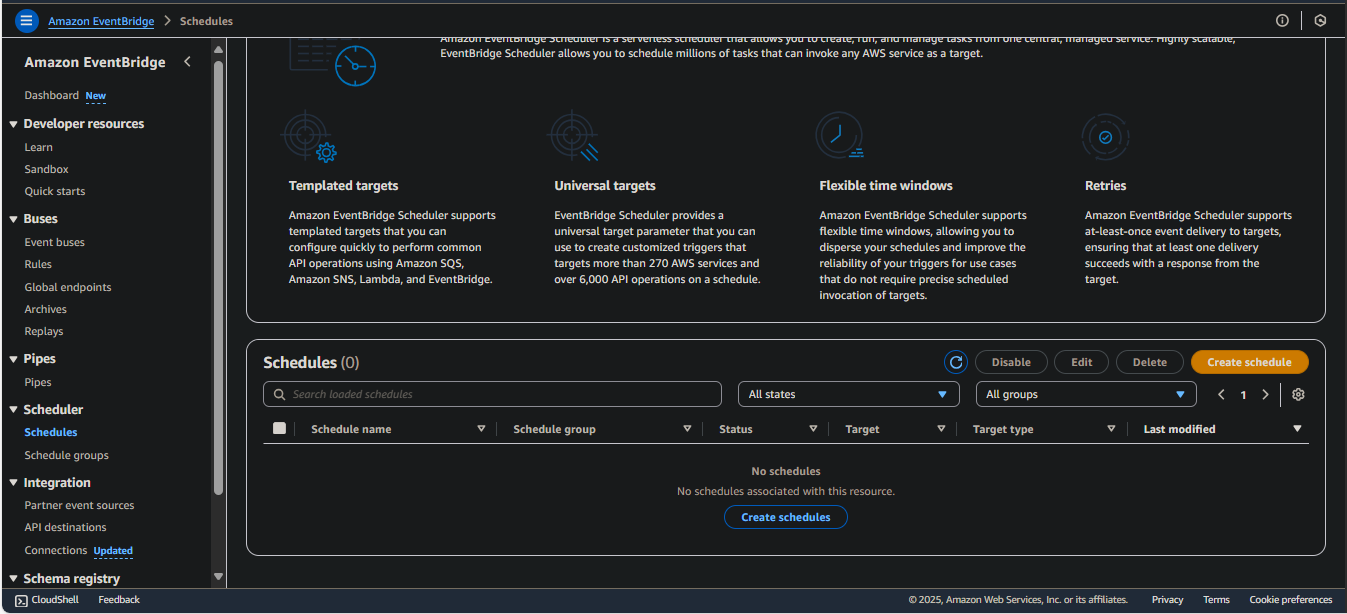 Amazon EventBridge > Schedules
Amazon EventBridge
Dashboard New
Developer resources
Learn
Sandbox
Quick starts
Buses
Event buses
Rules
Global endpoints
Archives
Replays
Pipes
Pipes
Scheduler
Schedules
Schedule groups
Integration
Partner event sources
API destinations
Connections Updated
Schema registry
Amazon EventBridge Scheduler is a serverless scheduler that allows you to create, run, and manage tasks from one central, managed service. Highly scalable,
EventBridge Scheduler allows you to schedule millions of tasks that can invoke any AWS service as a target.
Templated targets
Amazon EventBridge Scheduler supports
templated targets that you can
configure quickly to perform common
API operations using Amazon SQS,
Amazon SNS, Lambda, and EventBridge.
Universal targets
EventBridge Scheduler provides a
universal target parameter that you can
use to create customized triggers that
targets more than 270 AWS services and
over 6,000 API operations on a schedule.
Flexible time windows
Amazon EventBridge Scheduler supports
flexible time windows, allowing you to
disperse your schedules and improve the
reliability of your triggers for use cases
that do not require precise scheduled
invocation of targets.
Retries
Amazon EventBridge Scheduler supports
at-least-once event delivery to targets,
ensuring that at least one delivery
succeeds with a response from the
target.
Schedules (0)
Disable
Edit
Delete
Create schedule
Search loaded schedules
All states
All groups
1
Schedule name
Schedule group
Status
Target
Target type
Last modified
No schedules
No schedules associated with this resource.
Create schedules
CloudShell
Feedback
© 2025, Amazon Web Services, Inc. or its affiliates.
Privacy
Terms
Cookie preferences